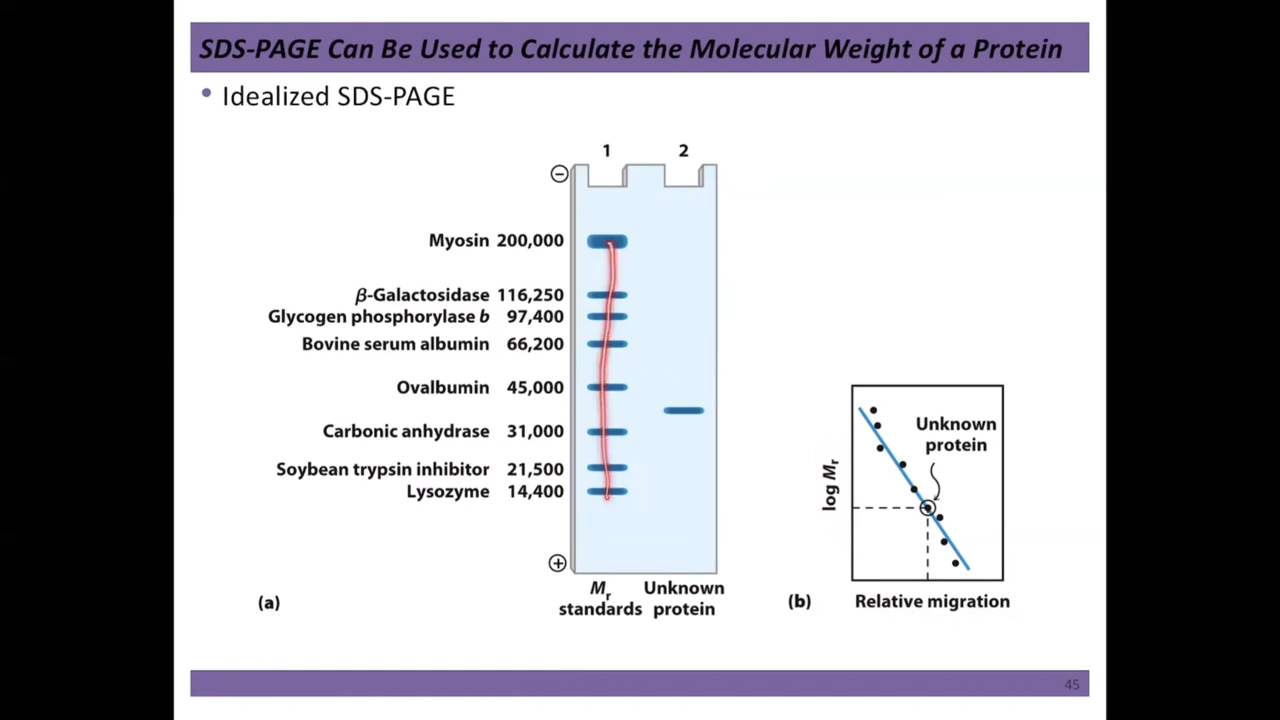 SDS-PAGE Can Be Used to Calculate the Molecular Weight of a Protein
• Idealized SDS-PAGE
1 2
−
Myosin 200,000
β-Galactosidase 116,250
Glycogen phosphorylase b 97,400
Bovine serum albumin 66,200
Ovalbumin 45,000
Carbonic anhydrase 31,000
Soybean trypsin inhibitor 21,500
Lysozyme 14,400
+
Mr standards
Unknown protein
(a)
Unknown
protein
log Mr
Relative migration
(b)
45